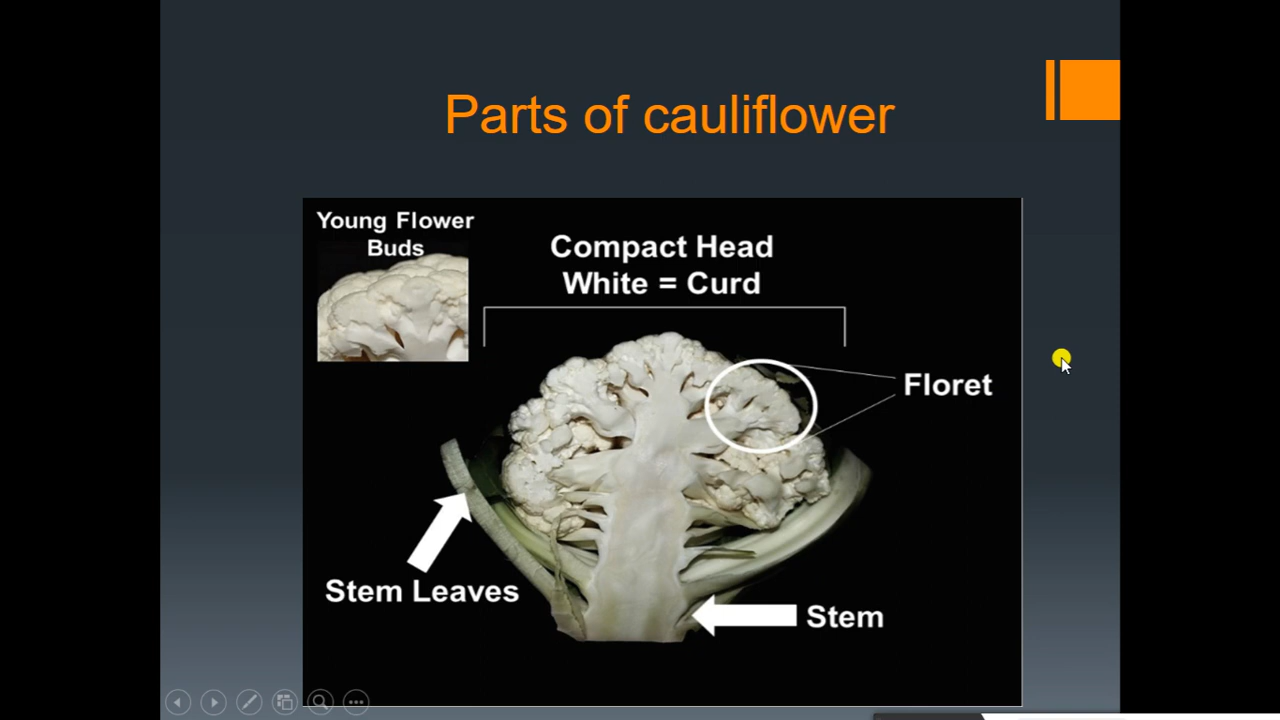 Parts of cauliflower
Young Flower
Buds
Compact Head
White = Curd
Floret
Stem Leaves
Stem